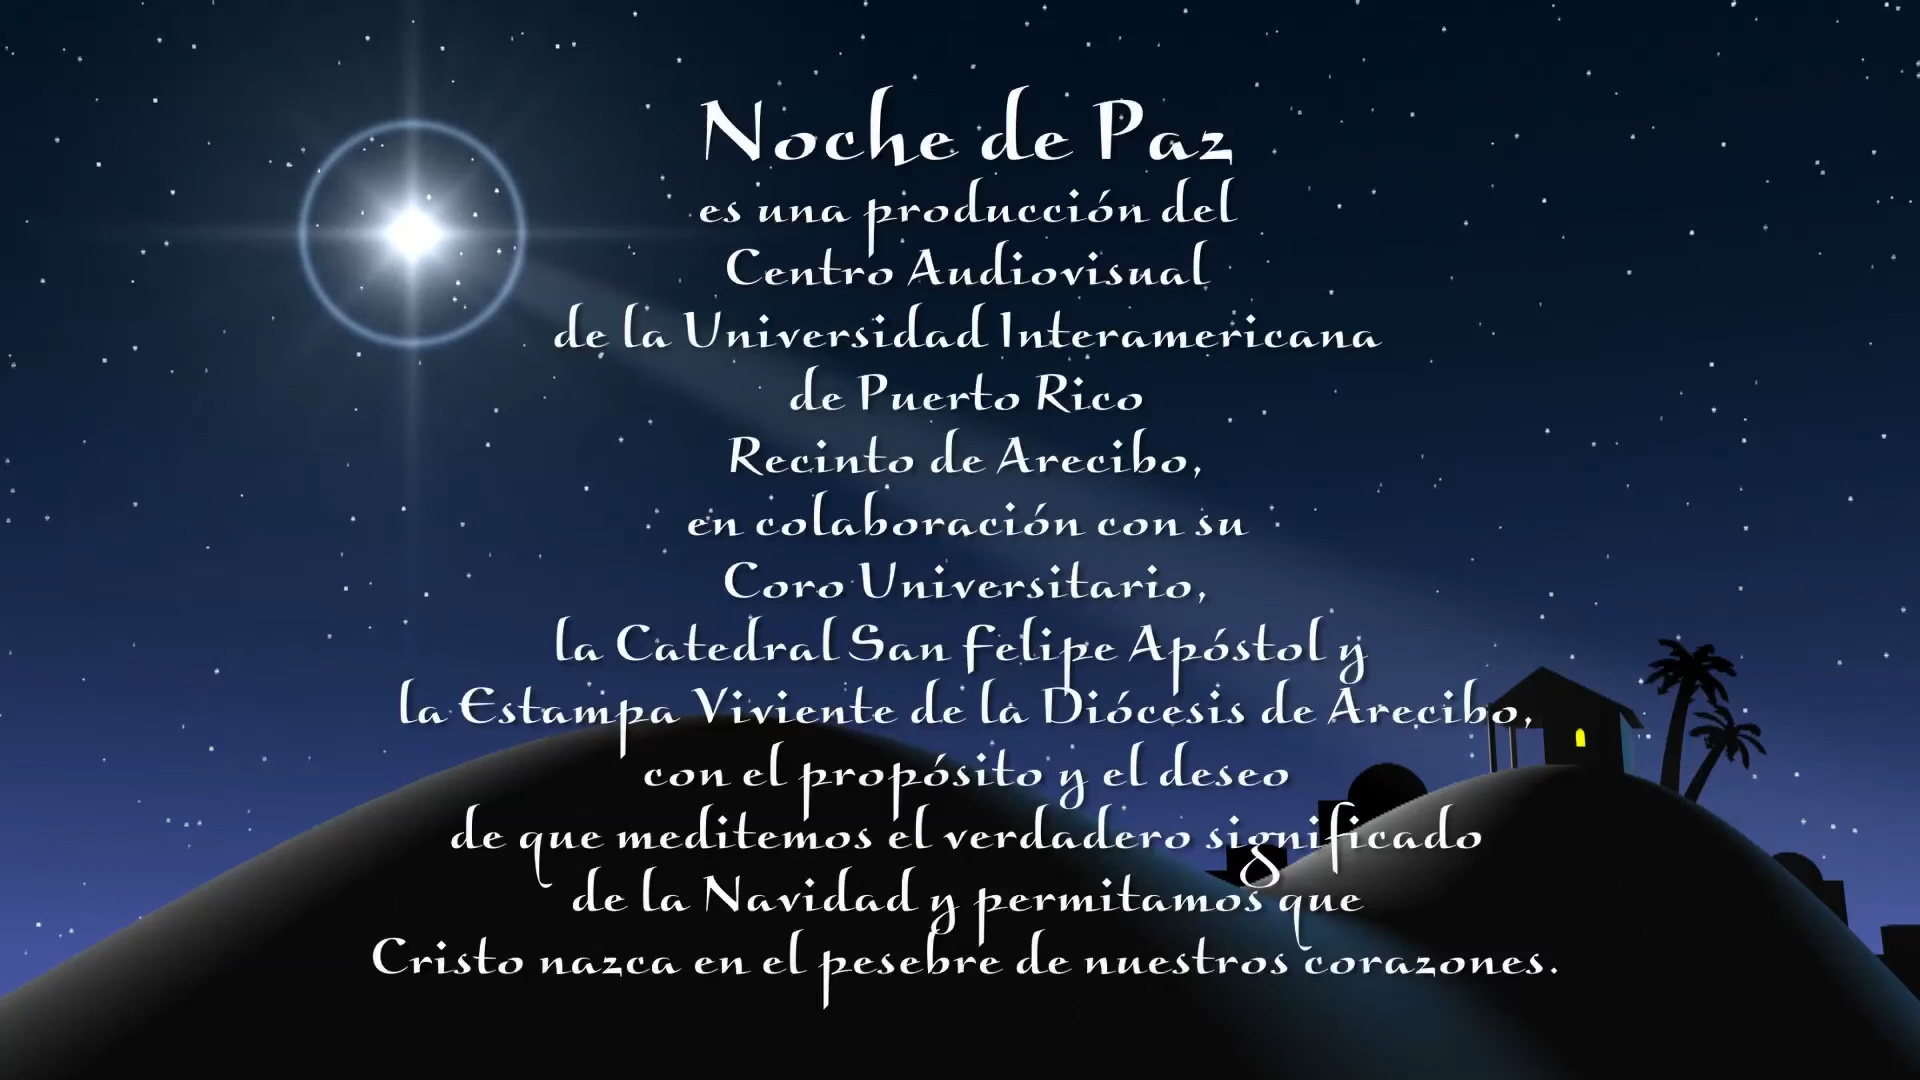 Noche de Paz
es una producción del
Centro Audiovisual
de la Universidad Interamericana
de Puerto Rico
Recinto de Arecibo,
en colaboración con su
Coro Universitario,
la Catedral San Felipe Apóstol y
la Estampa Viviente de la Diócesis de Arecibo,
con el propósito y el deseo
de que meditemos el verdadero significado
de la Navidad y permitamos que
Cristo nazca en el pesebre de nuestros corazones.